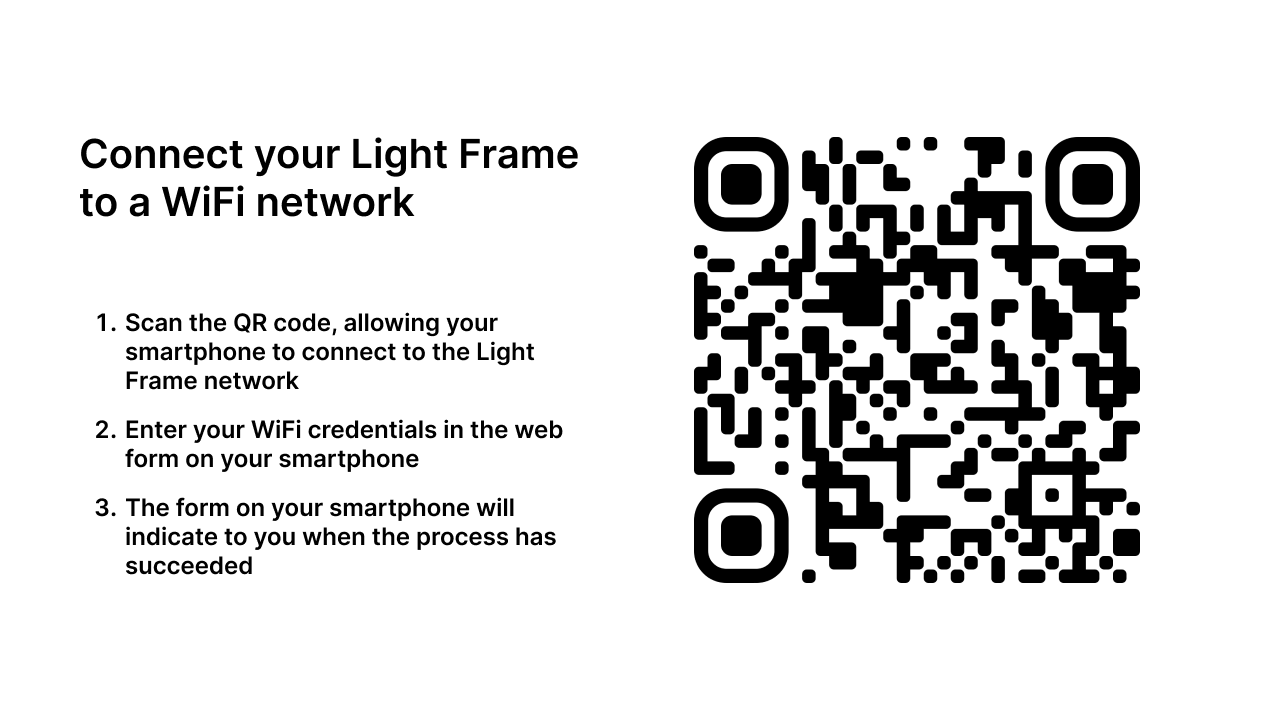 Connect your Light Frame
to a WiFi network
1. Scan the QR code, allowing your
smartphone to connect to the Light
Frame network
2. Enter your WiFi credentials in the web
form on your smartphone
3. The form on your smartphone will
indicate to you when the process has
succeeded